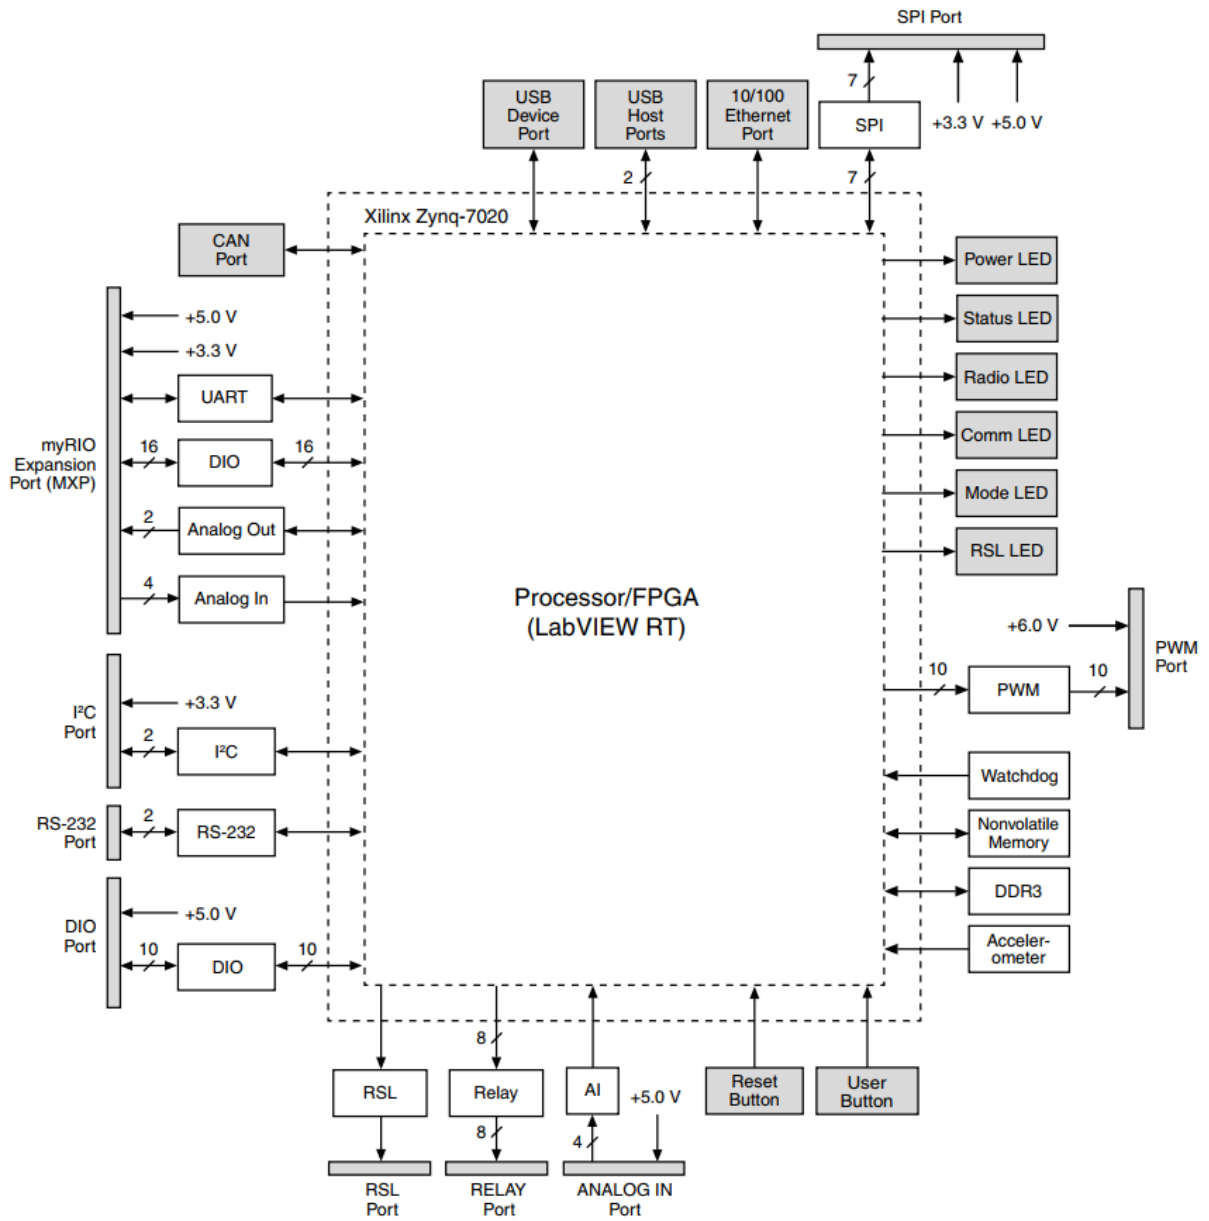 SPI Port
7
USB
Device
Port
USB
Host
Ports
10/100
Ethernet
Port
SPI
+3.3 V
+5.0 V
2
7
Xilinx Zynq-7020
CAN
Port
Power LED
+5.0 V
Status LED
+3.3 V
Radio LED
UART
Comm LED
myRIO
Expansion
Port (MXP)
16
DIO
16
Mode LED
2
Analog Out
RSL LED
4
Analog In
Processor/FPGA
(LabVIEW RT)
+6.0 V
PWM
Port
10
PWM
10
I²C
Port
+3.3 V
2
I²C
Watchdog
RS-232
Port
2
RS-232
Nonvolatile
Memory
DDR3
DIO
Port
+5.0 V
10
DIO
10
Acceler-
ometer
8
RSL
Relay
AI
+5.0 V
Reset
Button
User
Button
8
4
RSL
Port
RELAY
Port
ANALOG IN
Port